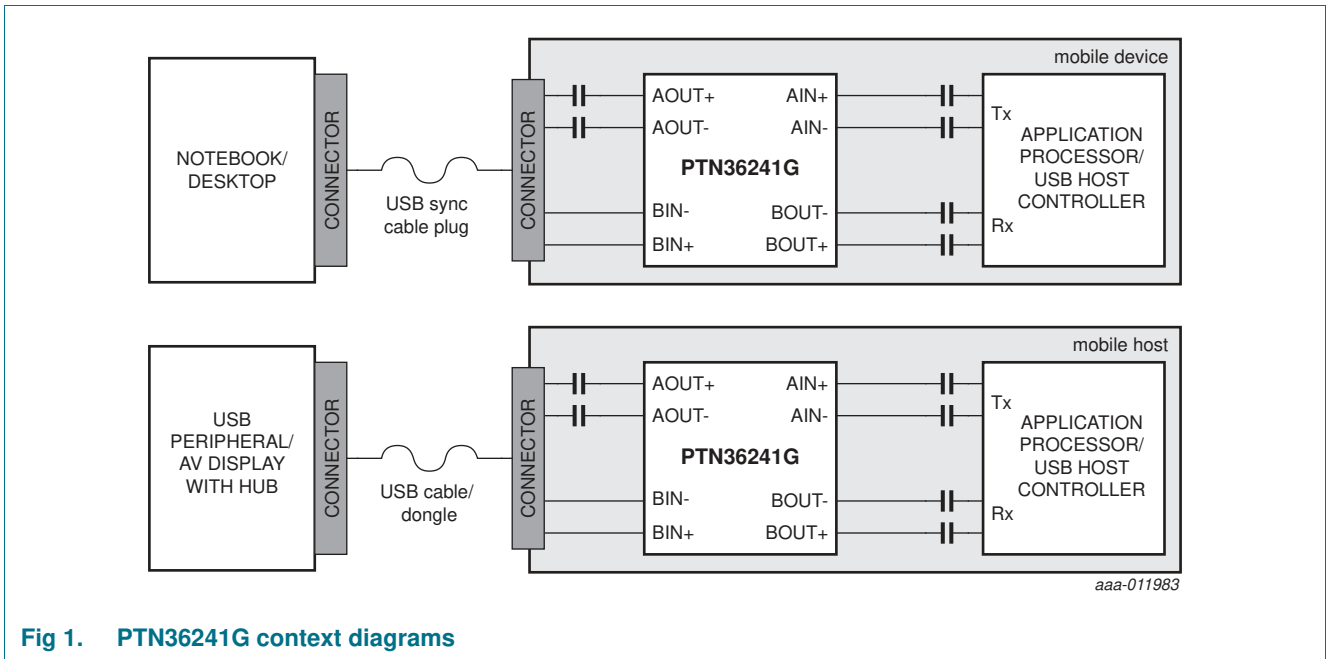 mobile device
NOTEBOOK/
DESKTOP
CONNECTOR
USB sync
cable plug
CONNECTOR
AOUT+
AOUT-
AIN+
AIN-
PTN36241G
BIN-
BIN+
BOUT-
BOUT+
Tx
APPLICATION
PROCESSOR/
USB HOST
CONTROLLER
Rx
mobile host
USB
PERIPHERAL/
AV DISPLAY
WITH HUB
CONNECTOR
USB cable/
dongle
CONNECTOR
AOUT+
AOUT-
AIN+
AIN-
PTN36241G
BIN-
BIN+
BOUT-
BOUT+
Tx
APPLICATION
PROCESSOR/
USB HOST
CONTROLLER
Rx
aaa-011983
Fig 1. PTN36241G context diagrams